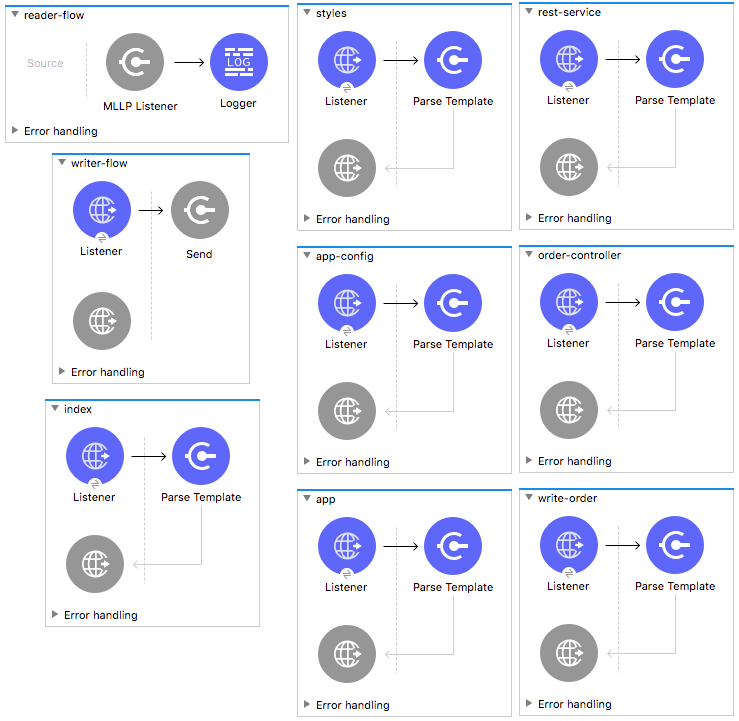 reader-flow
Source
MLLP Listener
LOG
Logger
Error handling
writer-flow
Listener
Send
Error handling
index
Listener
Parse Template
Error handling
styles
Listener
Parse Template
Error handling
app-config
Listener
Parse Template
Error handling
app
Listener
Parse Template
Error handling
rest-service
Listener
Parse Template
Error handling
order-controller
Listener
Parse Template
Error handling
write-order
Listener
Parse Template
Error handling